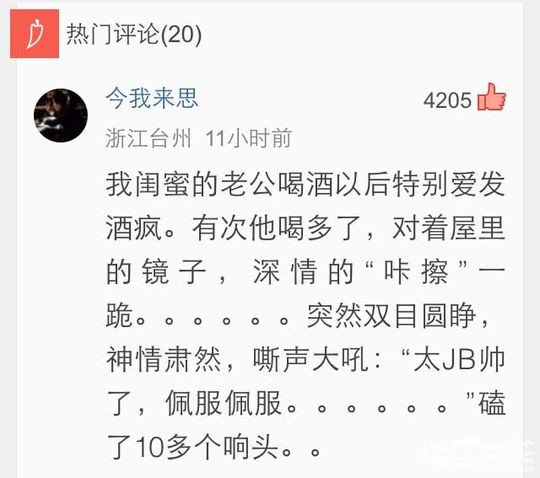 热门评论(20)
今我来思
4205
浙江台州 11小时前
我闺蜜的老公喝酒以后特别爱发
酒疯。有次他喝多了，对着屋里
的镜子，深情的“咔擦”一
跪。。。。。。突然双目圆睁，
神情肃然，嘶声大吼：“太JB帅
了，佩服佩服。。。。。。”磕
了10多个响头。。